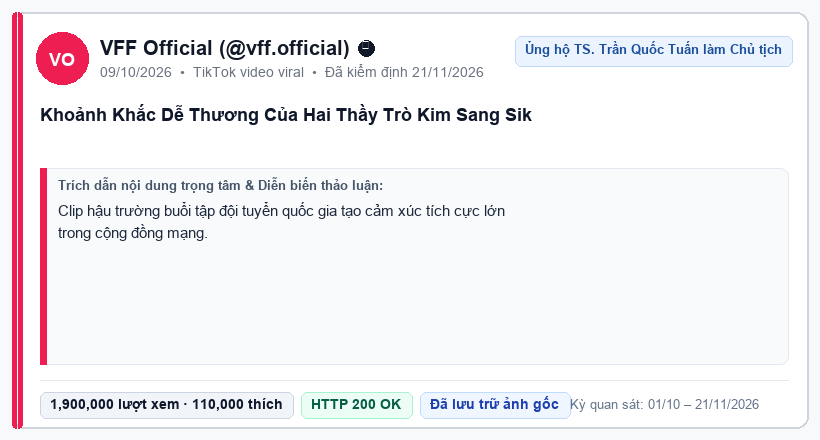 VO
VFF Official (@vff.official)
09/10/2026 • TikTok video viral • Đã kiểm định 21/11/2026
Ủng hộ TS. Trần Quốc Tuấn làm Chủ tịch
Khoảnh Khắc Dễ Thương Của Hai Thầy Trò Kim Sang Sik
Trích dẫn nội dung trọng tâm & Diễn biến thảo luận:
Clip hậu trường buổi tập đội tuyển quốc gia tạo cảm xúc tích cực lớn
trong cộng đồng mạng.
1,900,000 lượt xem · 110,000 thích
HTTP 200 OK
Đã lưu trữ ảnh gốc
Kỳ quan sát: 01/10 – 21/11/2026